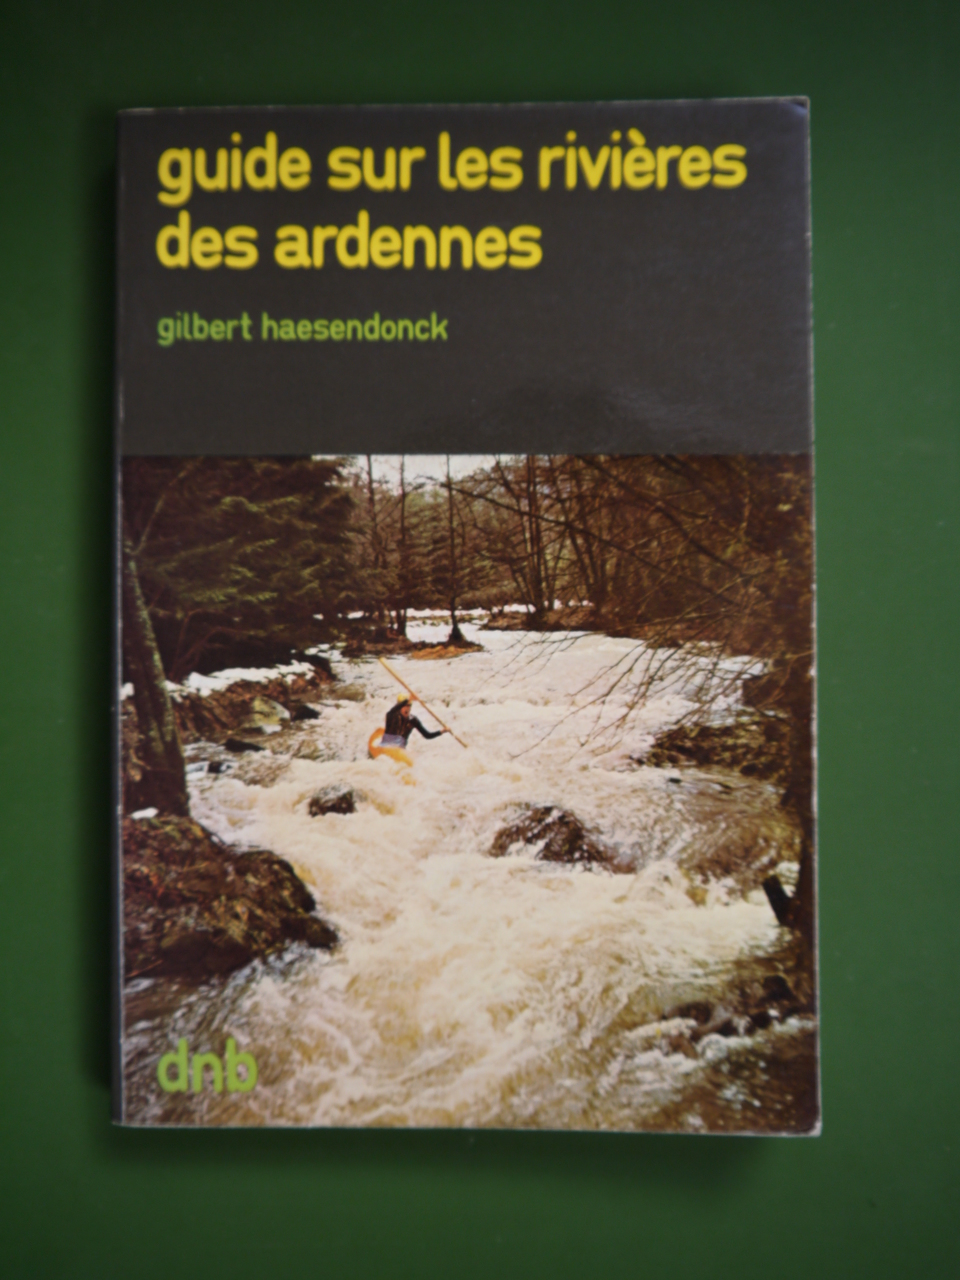 guide sur les rivières
des ardennes
gilbert haesendonck
dnb